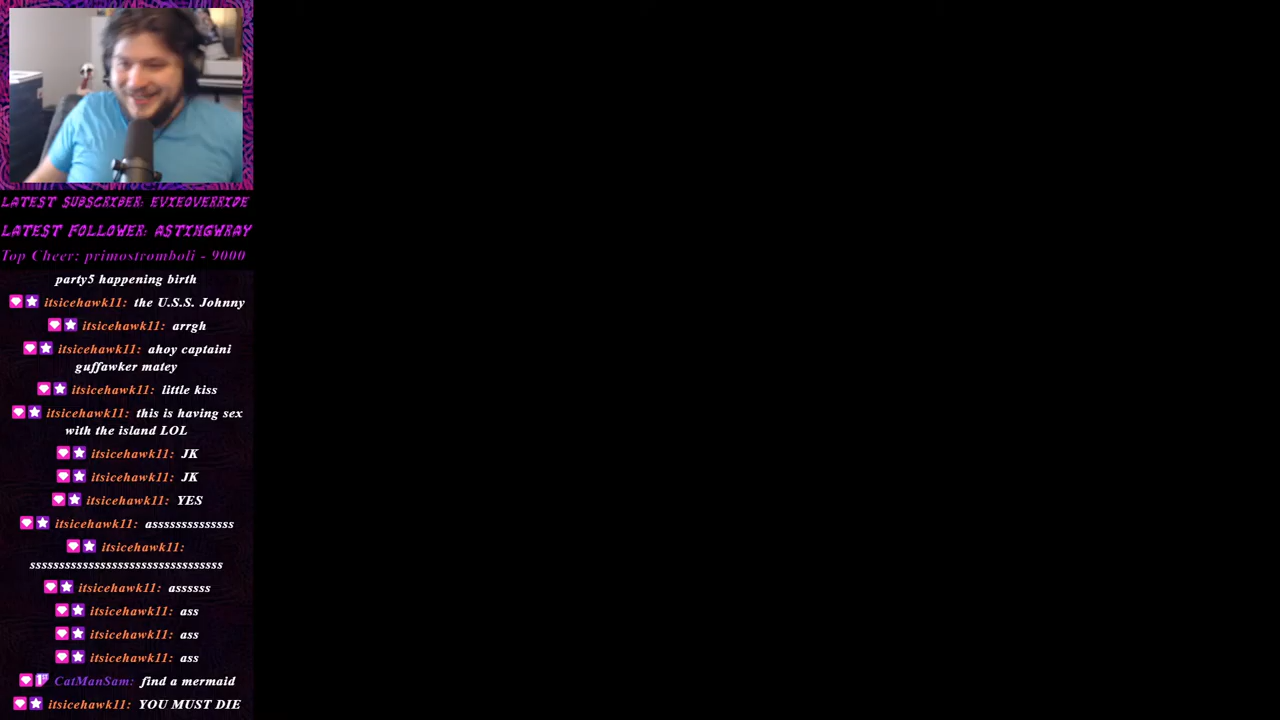 LATEST SUBSCRIBER: EVIEOVERRIDE
LATEST FOLLOWER: ASTINGWRAY
Top Cheer: primostromboli - 9000
party5 happening birth
itsicehawk11: the U.S.S. Johnny
itsicehawk11: arrgh
itsicehawk11: ahoy captaini
guffawker matey
itsicehawk11: little kiss
itsicehawk11: this is having sex
with the island LOL
itsicehawk11: JK
itsicehawk11: JK
itsicehawk11: YES
itsicehawk11: asssssssssssssss
itsicehawk11:
sssssssssssssssssssssssssssssssss
itsicehawk11: assssss
itsicehawk11: ass
itsicehawk11: ass
itsicehawk11: ass
1st CatManSam: find a mermaid
itsicehawk11: YOU MUST DIE